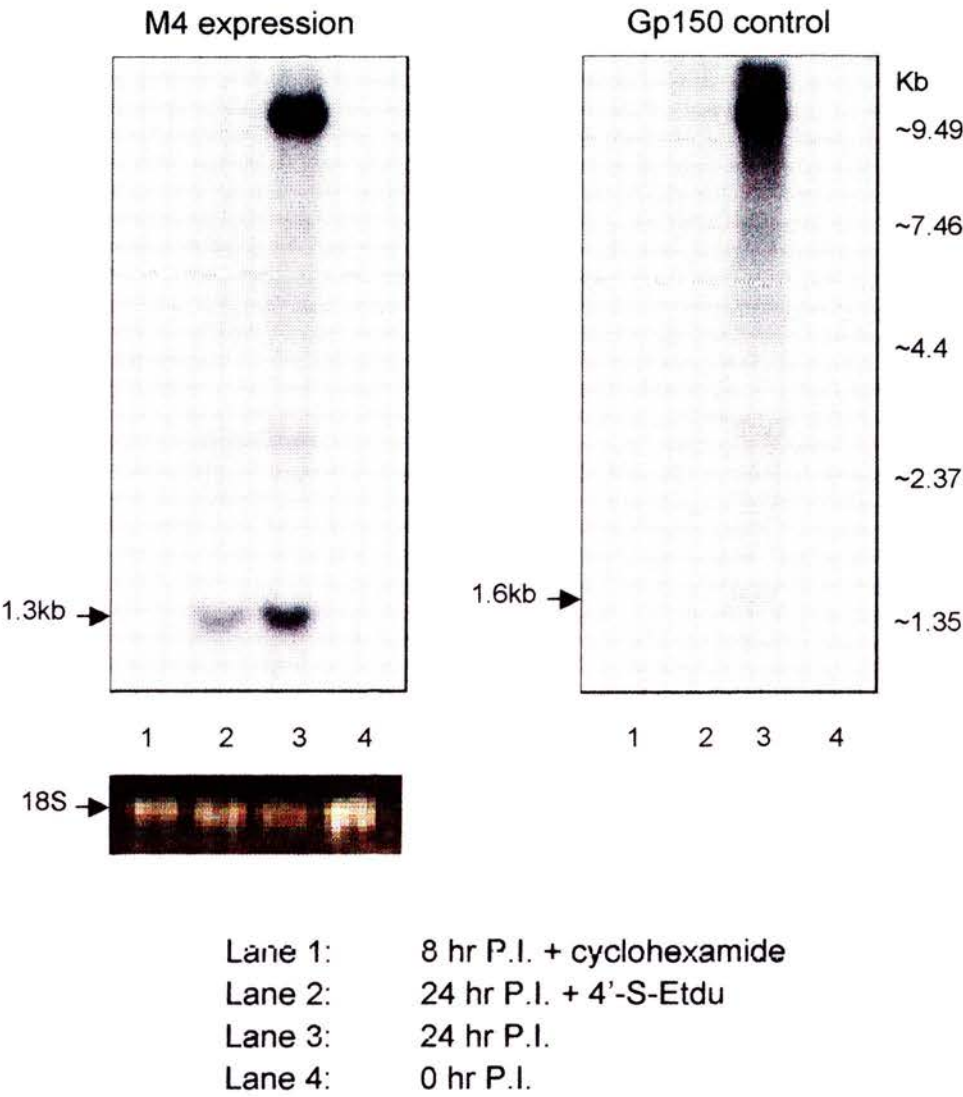 M4 expression
Gp150 control
Kb
~9.49
~7.46
~4.4
~2.37
~1.35
1.3kb
1.6kb
1 2 3 4
1 2 3 4
18S
Lane 1: 8 hr P.I. + cyclohexamide
Lane 2: 24 hr P.I. + 4'-S-Etdu
Lane 3: 24 hr P.I.
Lane 4: 0 hr P.I.